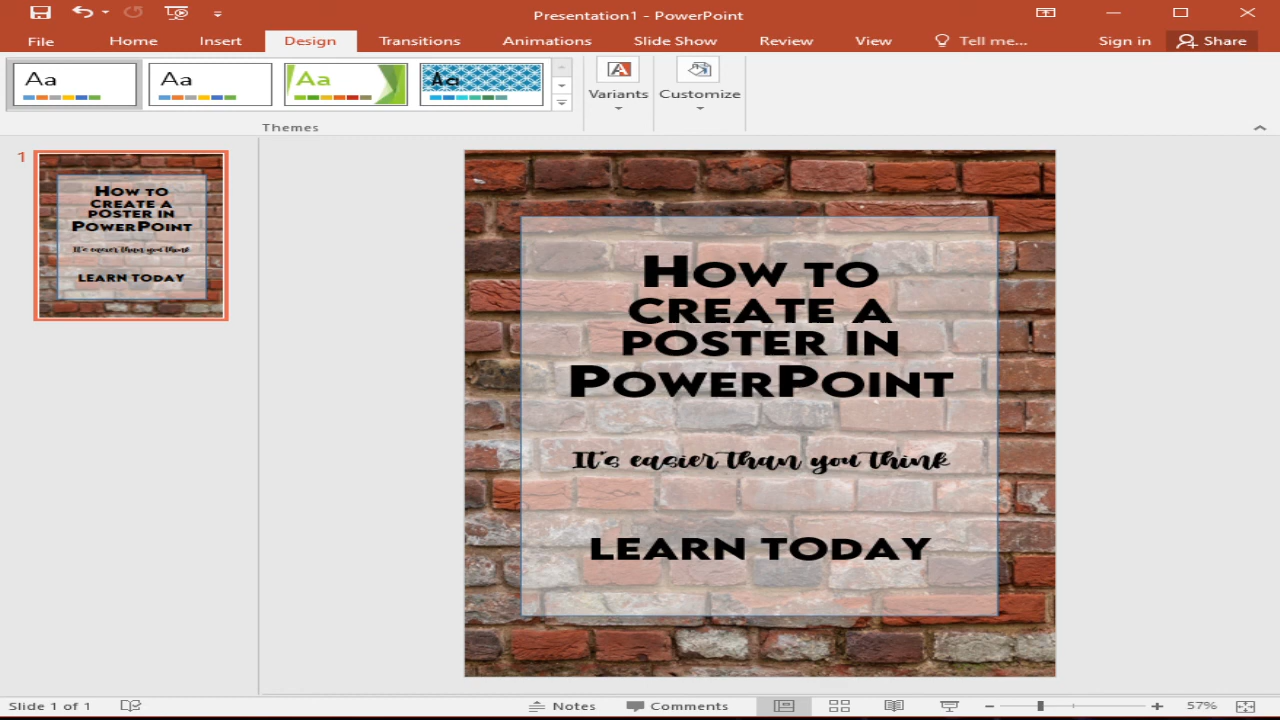 Presentation1 - PowerPoint
File Home Insert Design Transitions Animations Slide Show Review View Tell me... Sign in Share
Aa Aa Aa Aa
Variants Customize
Themes
1
HOW TO
CREATE A
POSTER IN
POWERPOINT
It's easier than you think
LEARN TODAY
HOW TO
CREATE A
POSTER IN
POWERPOINT
It's easier than you think
LEARN TODAY
Slide 1 of 1 Notes Comments 57%